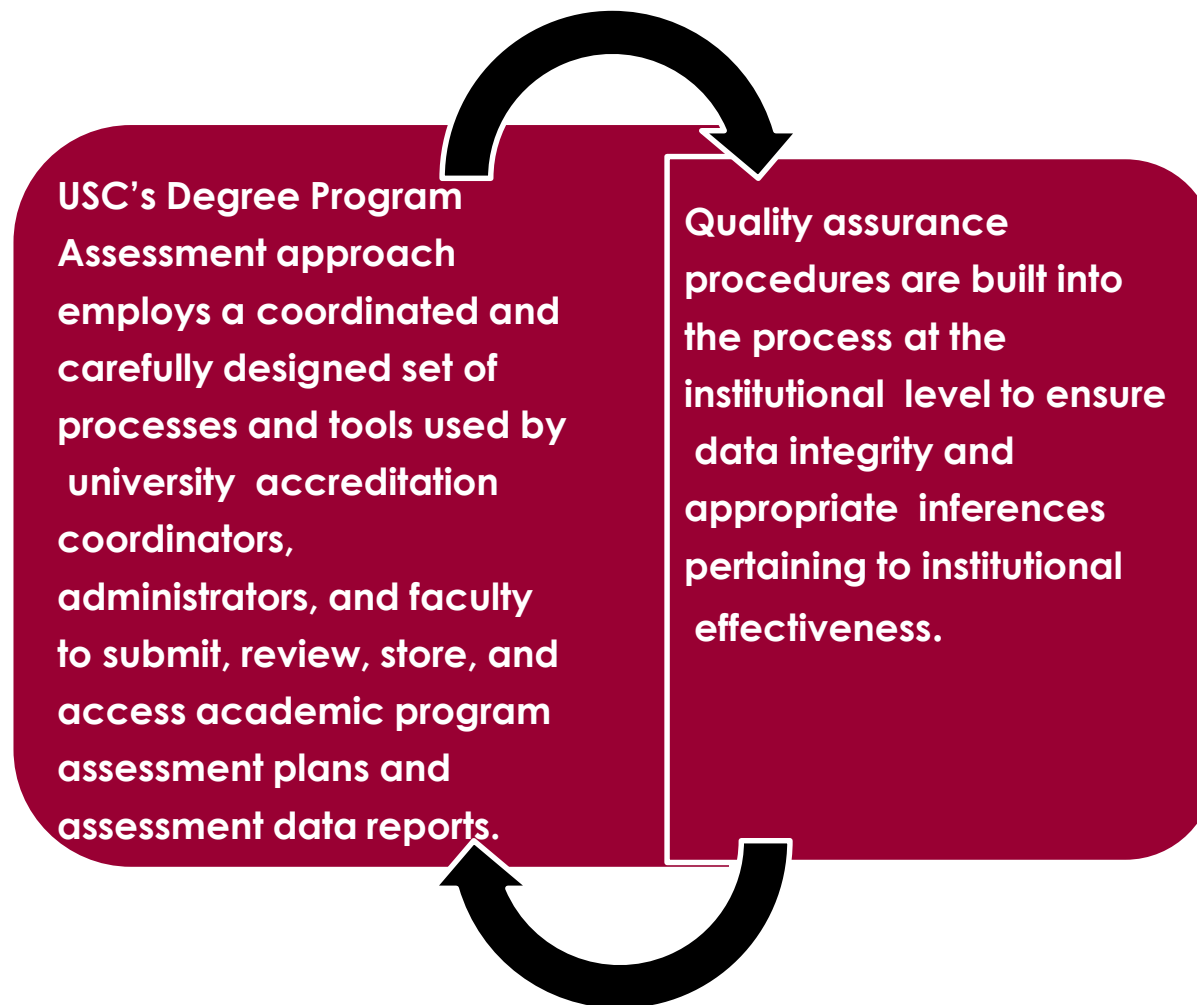 USC’s Degree Program
Assessment approach
employs a coordinated and
carefully designed set of
processes and tools used by
university accreditation
coordinators,
administrators, and faculty
to submit, review, store, and
access academic program
assessment plans and
assessment data reports.
Quality assurance
procedures are built into
the process at the
institutional level to ensure
data integrity and
appropriate inferences
pertaining to institutional
effectiveness.